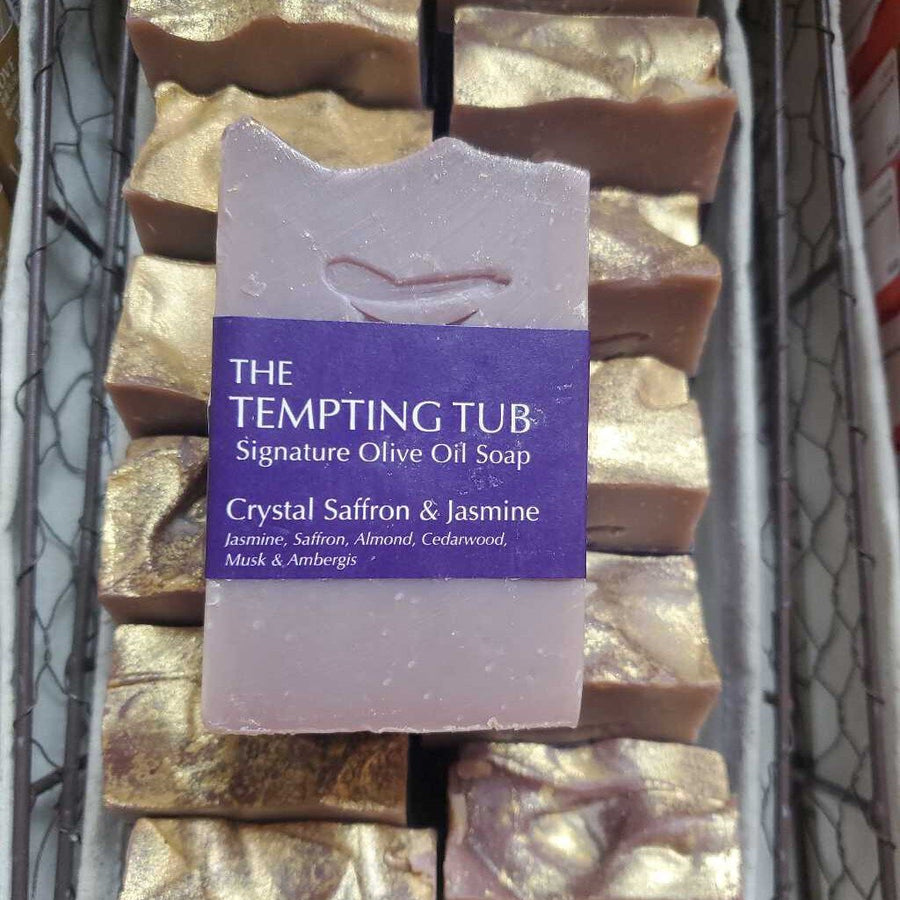 THE
TEMPTING TUB
Signature Olive Oil Soap
Crystal Saffron & Jasmine
Jasmine, Saffron, Almond, Cedarwood,
Musk & Ambergis